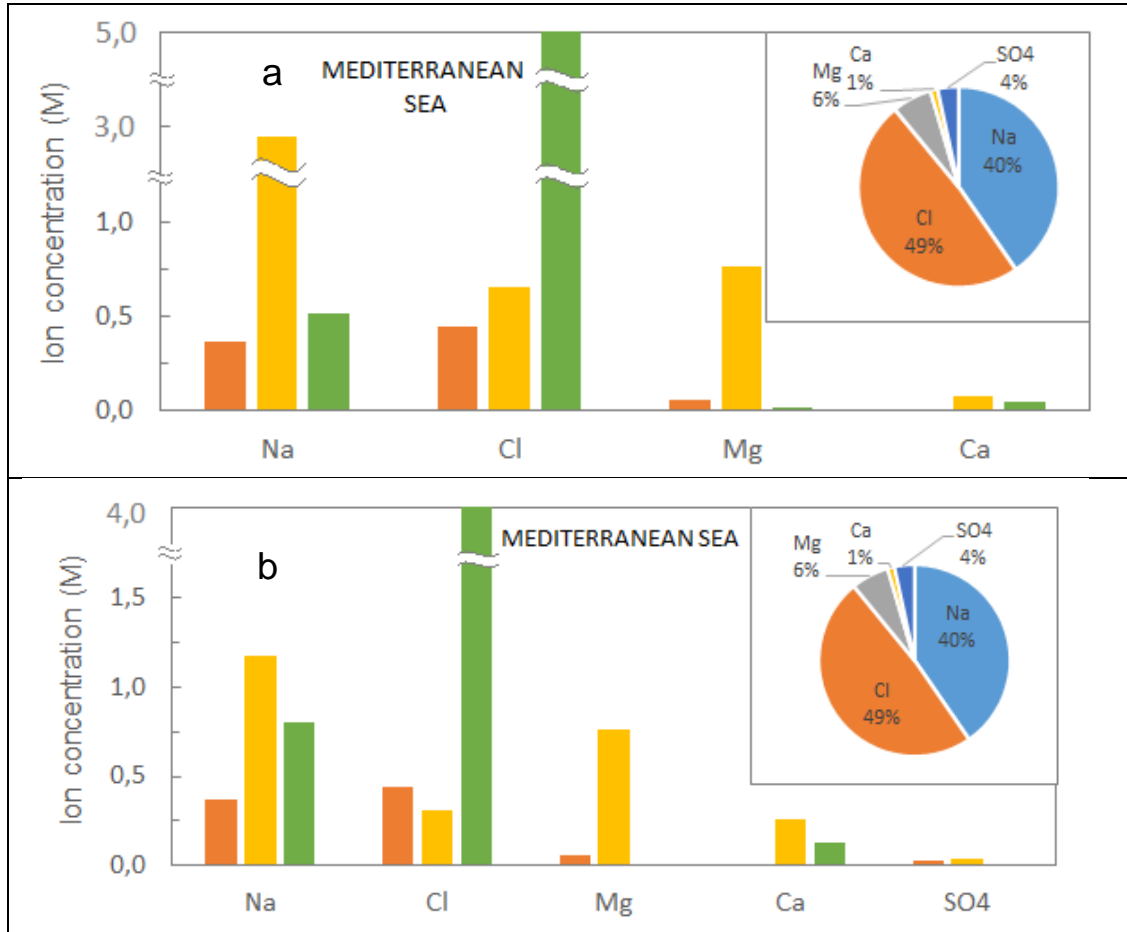 5,0
3,0
1,0
0,5
0,0
Ion concentration (M)
a
MEDITERRANEAN
SEA
Na
Cl
Mg
Ca
Ca
1%
Mg
6%
SO4
4%
Na
40%
Cl
49%
4,0
1,5
1,0
0,5
0,0
Ion concentration (M)
b
MEDITERRANEAN SEA
Na
Cl
Mg
Ca
SO4
Ca
1%
Mg
6%
SO4
4%
Na
40%
Cl
49%